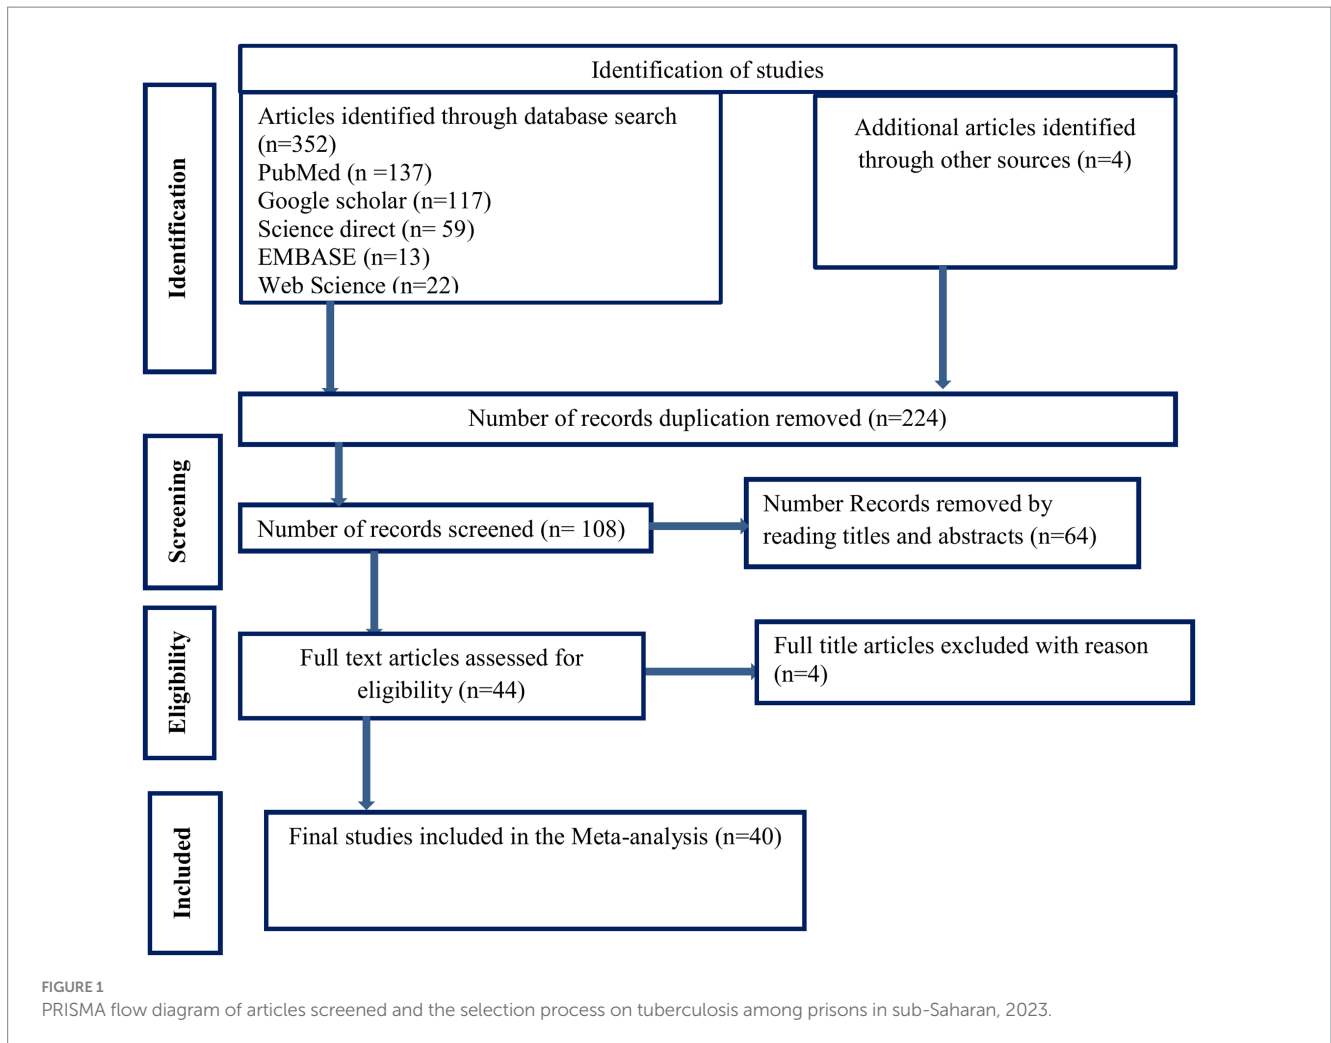 Identification of studies
Identification
Articles identified through database search
(n=352)
PubMed (n =137)
Google scholar (n=117)
Science direct (n= 59)
EMBASE (n=13)
Web Science (n=22)
Additional articles identified
through other sources (n=4)
Number of records duplication removed (n=224)
Screening
Number of records screened (n= 108)
Number Records removed by
reading titles and abstracts (n=64)
Eligibility
Full text articles assessed for
eligibility (n=44)
Full title articles excluded with reason
(n=4)
Included
Final studies included in the Meta-analysis (n=40)
FIGURE 1
PRISMA flow diagram of articles screened and the selection process on tuberculosis among prisons in sub-Saharan, 2023.